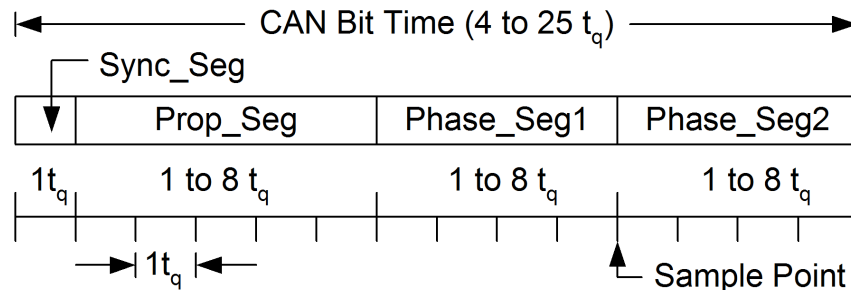 CAN Bit Time (4 to 25 tq)
Sync_Seg
Prop_Seg Phase_Seg1 Phase_Seg2
1tq 1 to 8 tq 1 to 8 tq 1 to 8 tq
1tq
Sample Point